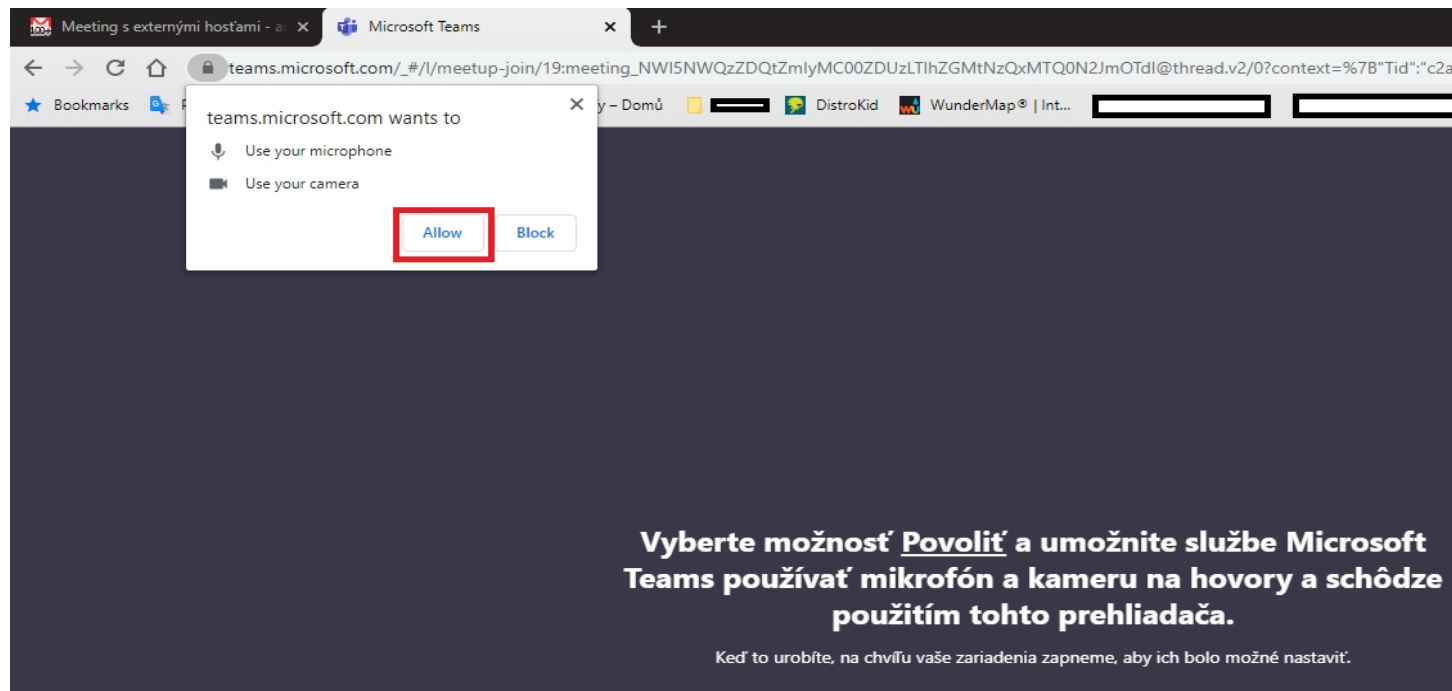 Meeting s externými hosťami - a
Microsoft Teams
teams.microsoft.com/_#/l/meetup-join/19:meeting_NWI5NWQzZDQtZmIyMC00ZDUzLTlhZGMtNzQxMTQ0N2JmOTdl@thread.v2/0?context=%7B"Tid":"c2a
Bookmarks
y – Domů
DistroKid
WunderMap® | Int...
teams.microsoft.com wants to
Use your microphone
Use your camera
Allow
Block
Vyberte možnosť Povoliť a umožnite službe Microsoft
Teams používať mikrofón a kameru na hovory a schôdze
použitím tohto prehliadača.
Keď to urobíte, na chvíľu vaše zariadenia zapneme, aby ich bolo možné nastaviť.